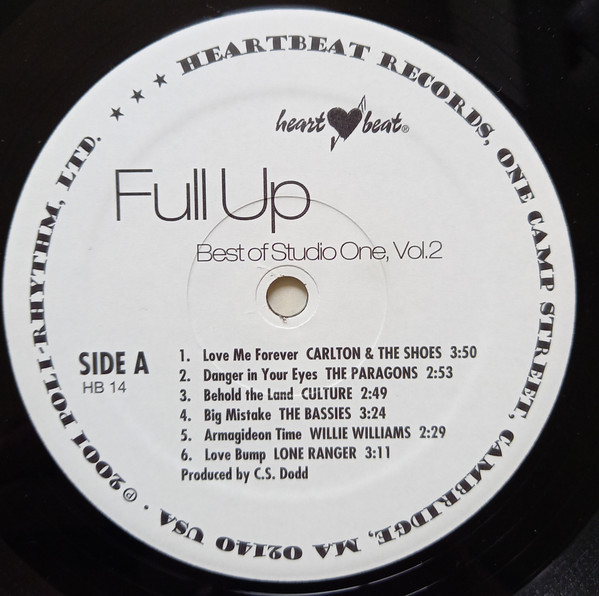 ★ ★ ★ HEARTBEAT RECORDS, ONE CAMP STREET, CAMBRIDGE, MA 02140 USA · ℗ 2001 POLI-RHYTHM, LTD.
heart beat®
Full Up
Best of Studio One, Vol.2
SIDE A
HB 14
1. Love Me Forever CARLTON & THE SHOES 3:50
2. Danger in Your Eyes THE PARAGONS 2:53
3. Behold the Land CULTURE 2:49
4. Big Mistake THE BASSIES 3:24
5. Armagideon Time WILLIE WILLIAMS 2:29
6. Love Bump LONE RANGER 3:11
Produced by C.S. Dodd